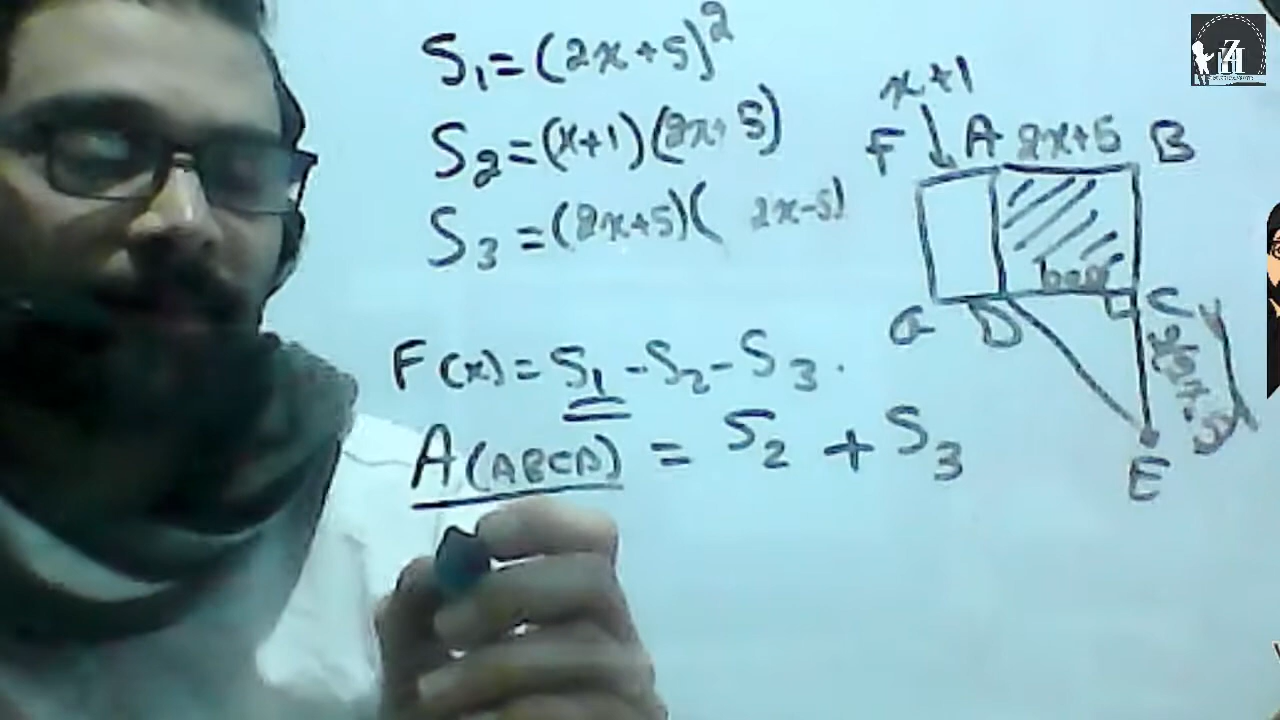 S₁ = (2x+5)²
S₂ = (x+1)(2x+5)
S₃ = (2x+5)( 2x-5)
F(x) = S₁ - S₂ - S₃.
A(ABCD) = S₂ + S₃
x+1
F A 2x+5 B
G D C
E